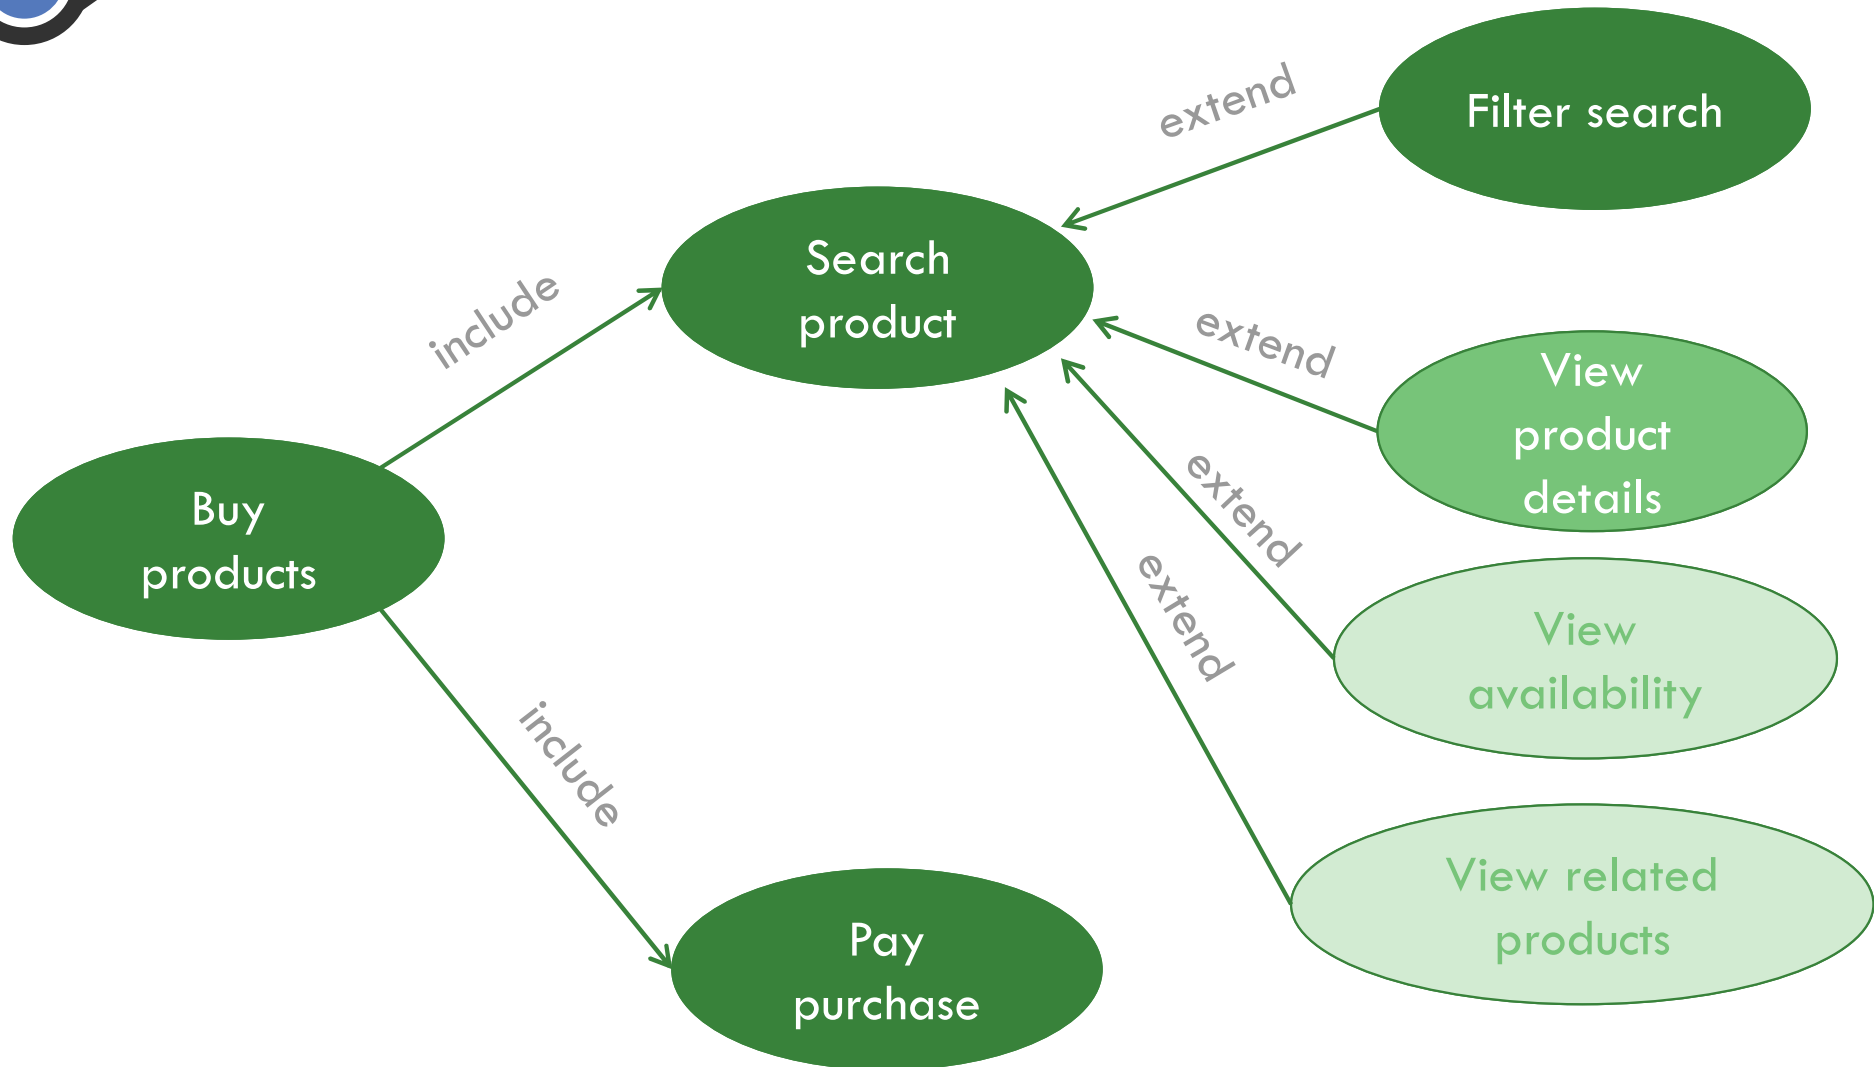 extend
Filter search
Search
product
include
extend
View
product
details
Buy
products
extend
extend
View
availability
include
View related
products
Pay
purchase